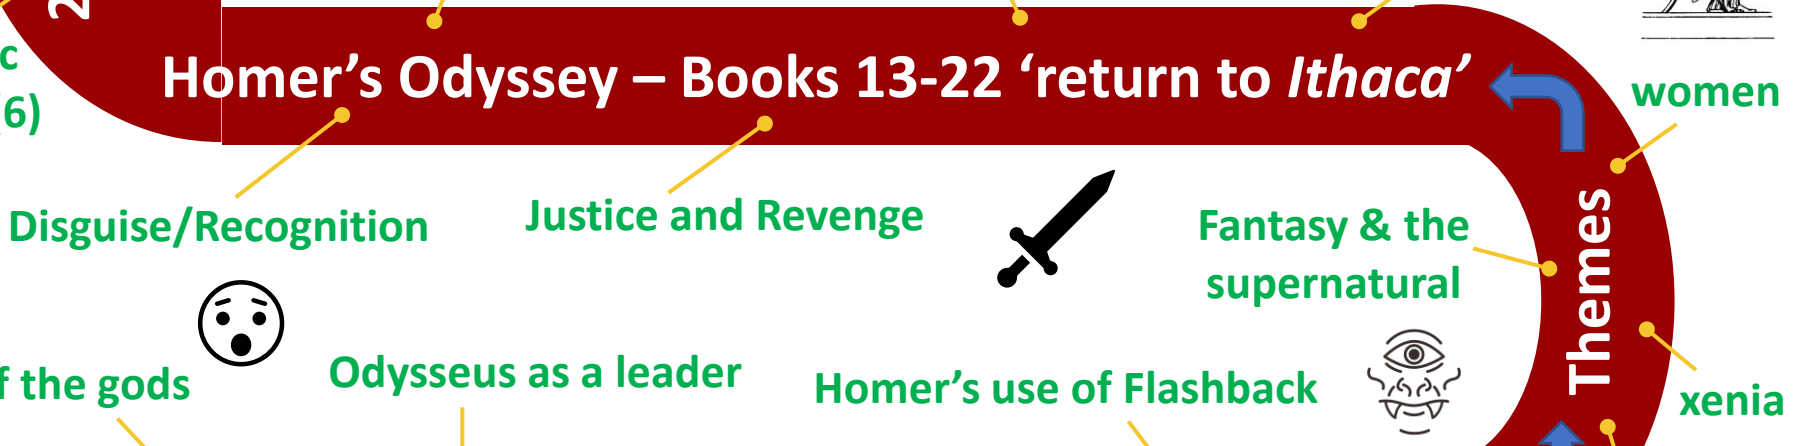 2
c
6)
Homer’s Odyssey – Books 13-22 ‘return to Ithaca’
women
Disguise/Recognition
Justice and Revenge
Fantasy & the
supernatural
Themes
f the gods
Odysseus as a leader
Homer’s use of Flashback
xenia